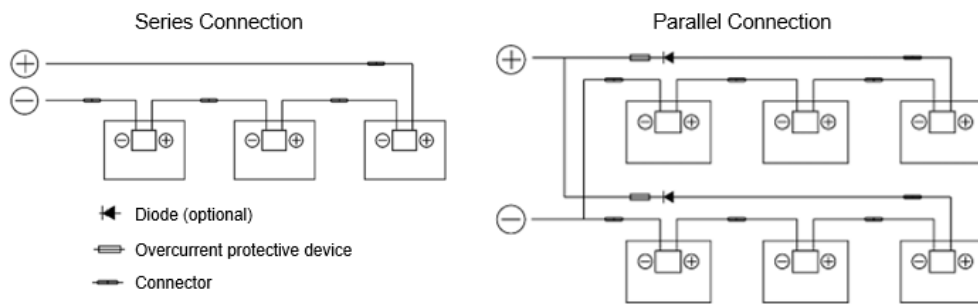 Series Connection
Parallel Connection
Diode (optional)
Overcurrent protective device
Connector